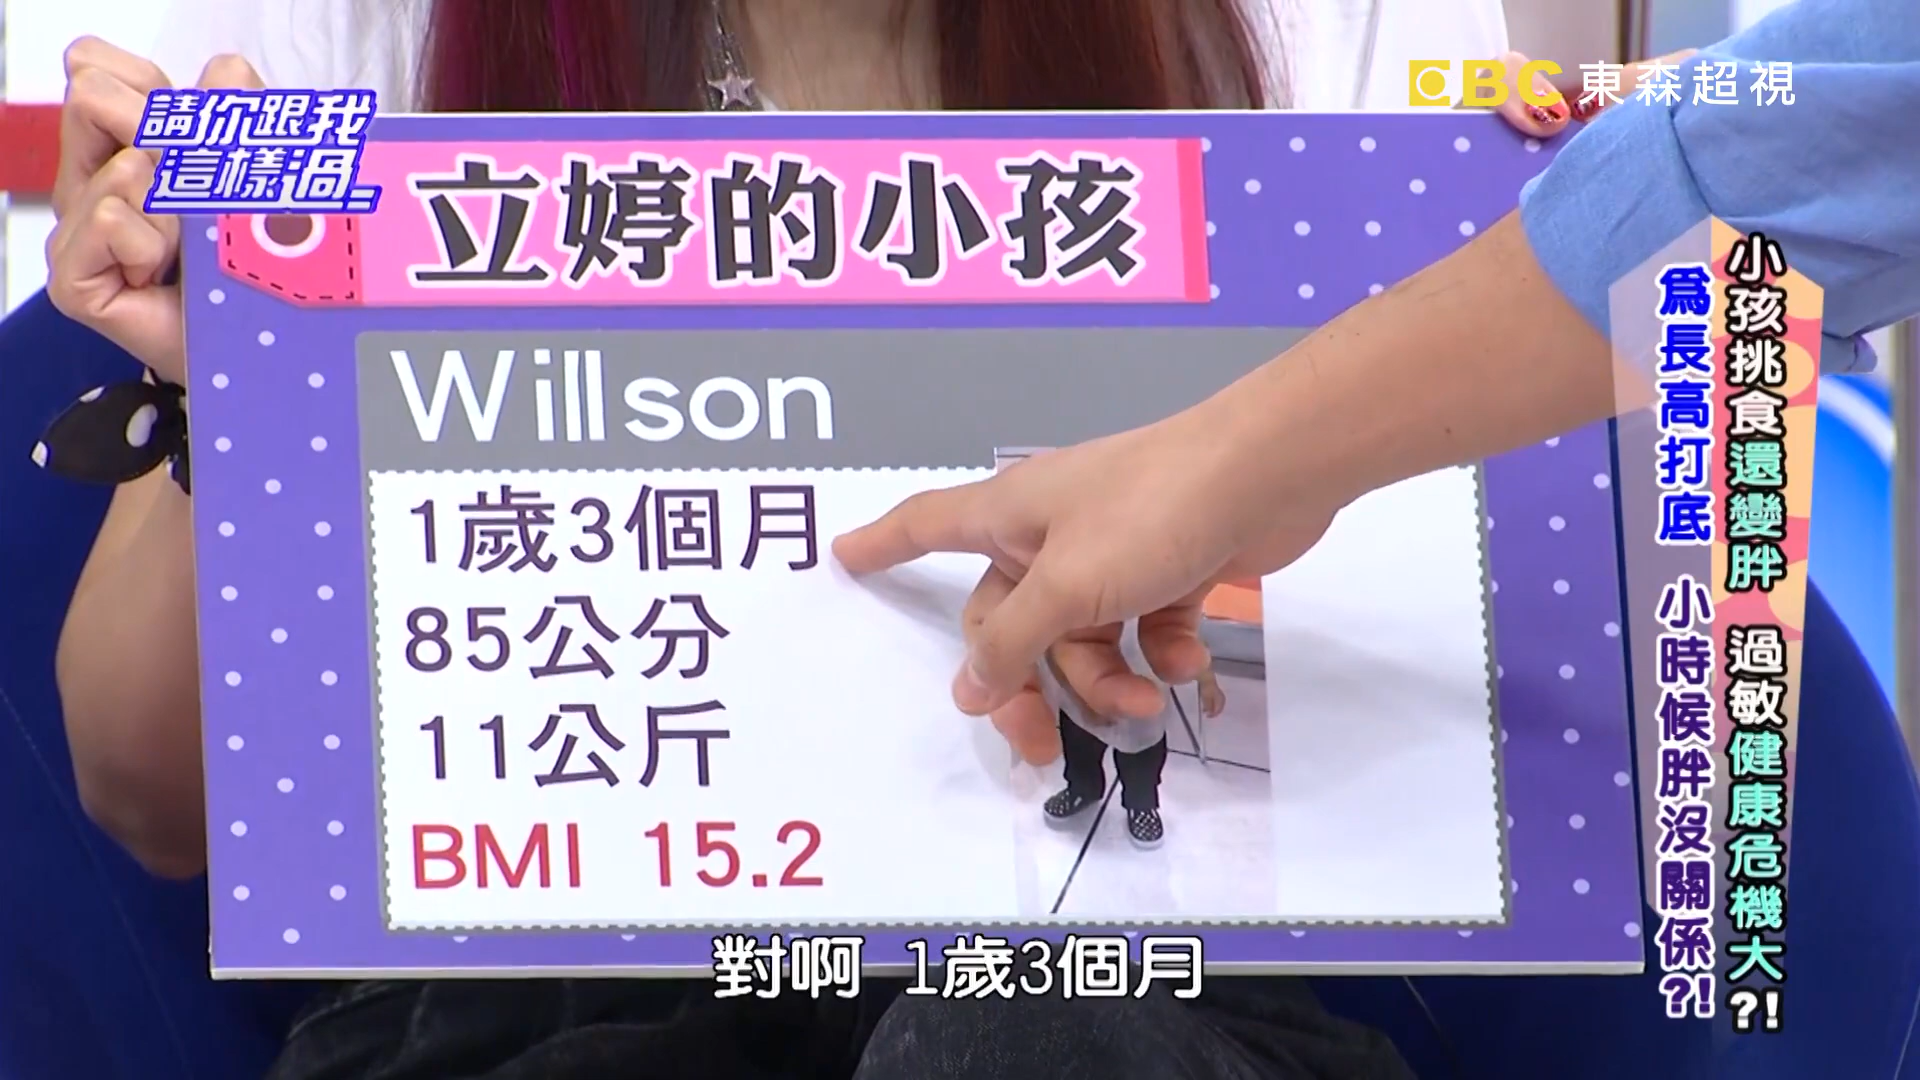 請你跟我
這樣過
EBC 東森超視
立婷的小孩
Willson
1歲3個月
85公分
11公斤
BMI 15.2
小孩挑食還變胖 過敏健康危機大?!
為長高打底 小時候胖沒關係?!
對啊 1歲3個月